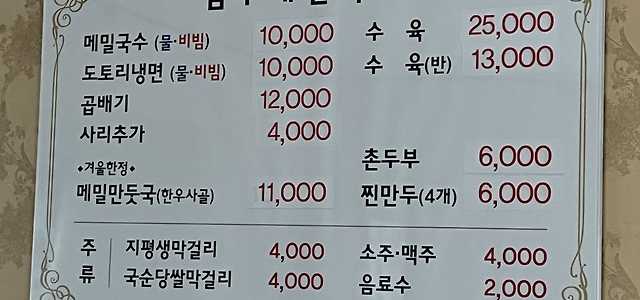 메밀국수 (물·비빔) 10,000
도토리냉면 (물·비빔) 10,000
곱배기 12,000
사리추가 4,000
◆겨울한정◆
메밀만둣국(한우사골) 11,000
수 육 25,000
수 육(반) 13,000
촌두부 6,000
찐만두(4개) 6,000
주류
지평생막걸리 4,000
국순당쌀막걸리 4,000
소주·맥주 4,000
음료수 2,000